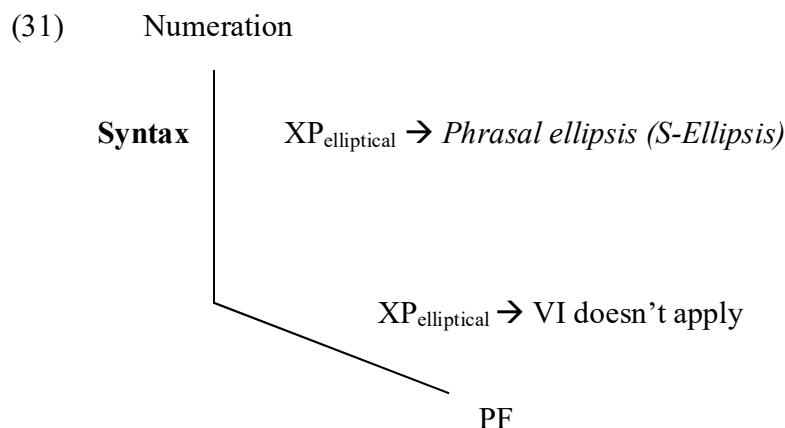 (31) Numeration
Syntax XPelliptical → Phrasal ellipsis (S-Ellipsis)
XPelliptical → VI doesn’t apply
PF